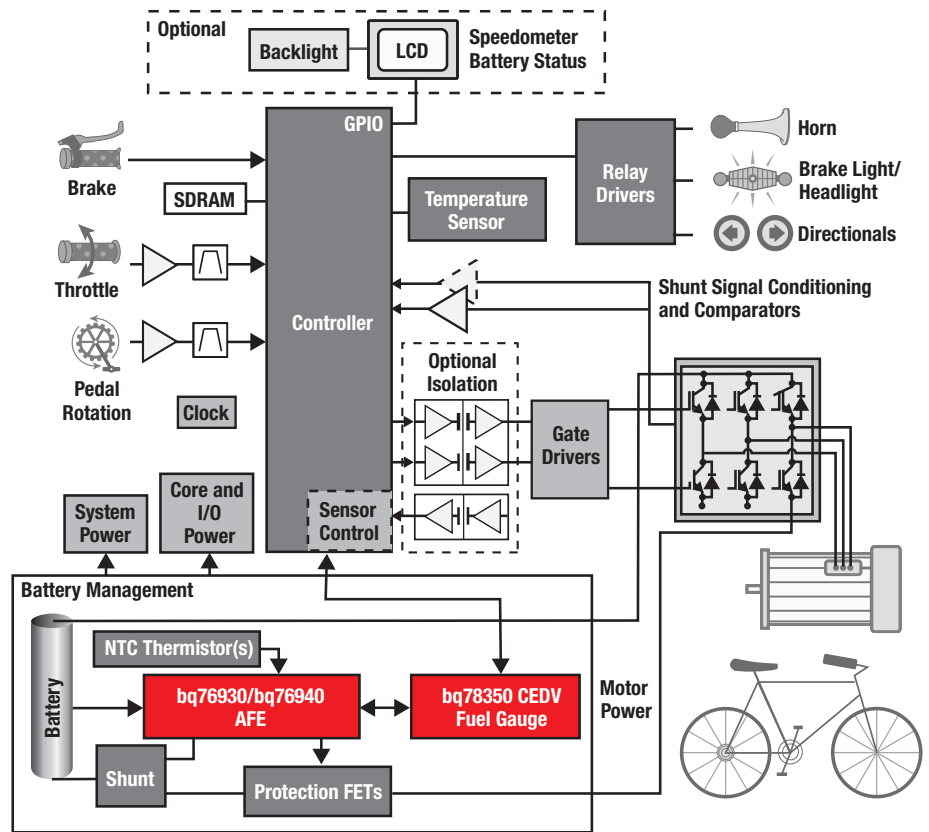 Optional
Backlight
LCD
Speedometer
Battery Status
GPIO
Brake
SDRAM
Throttle
Pedal
Rotation
Clock
Controller
Temperature
Sensor
Relay
Drivers
Horn
Brake Light/
Headlight
Directionals
Shunt Signal Conditioning
and Comparators
Optional
Isolation
Gate
Drivers
System
Power
Core and
I/O
Power
Sensor
Control
Battery Management
Battery
NTC Thermistor(s)
bq76930/bq76940
AFE
bq78350 CEDV
Fuel Gauge
Shunt
Protection FETs
Motor
Power